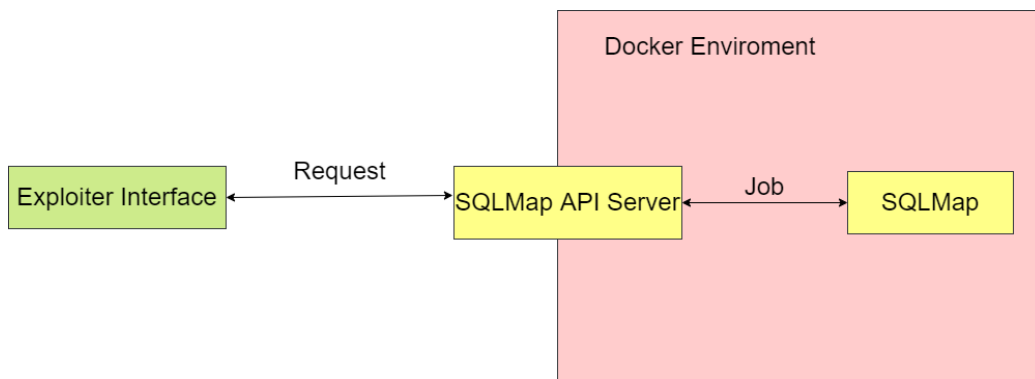 Docker Enviroment
Request
Exploiter Interface
SQLMap API Server
Job
SQLMap